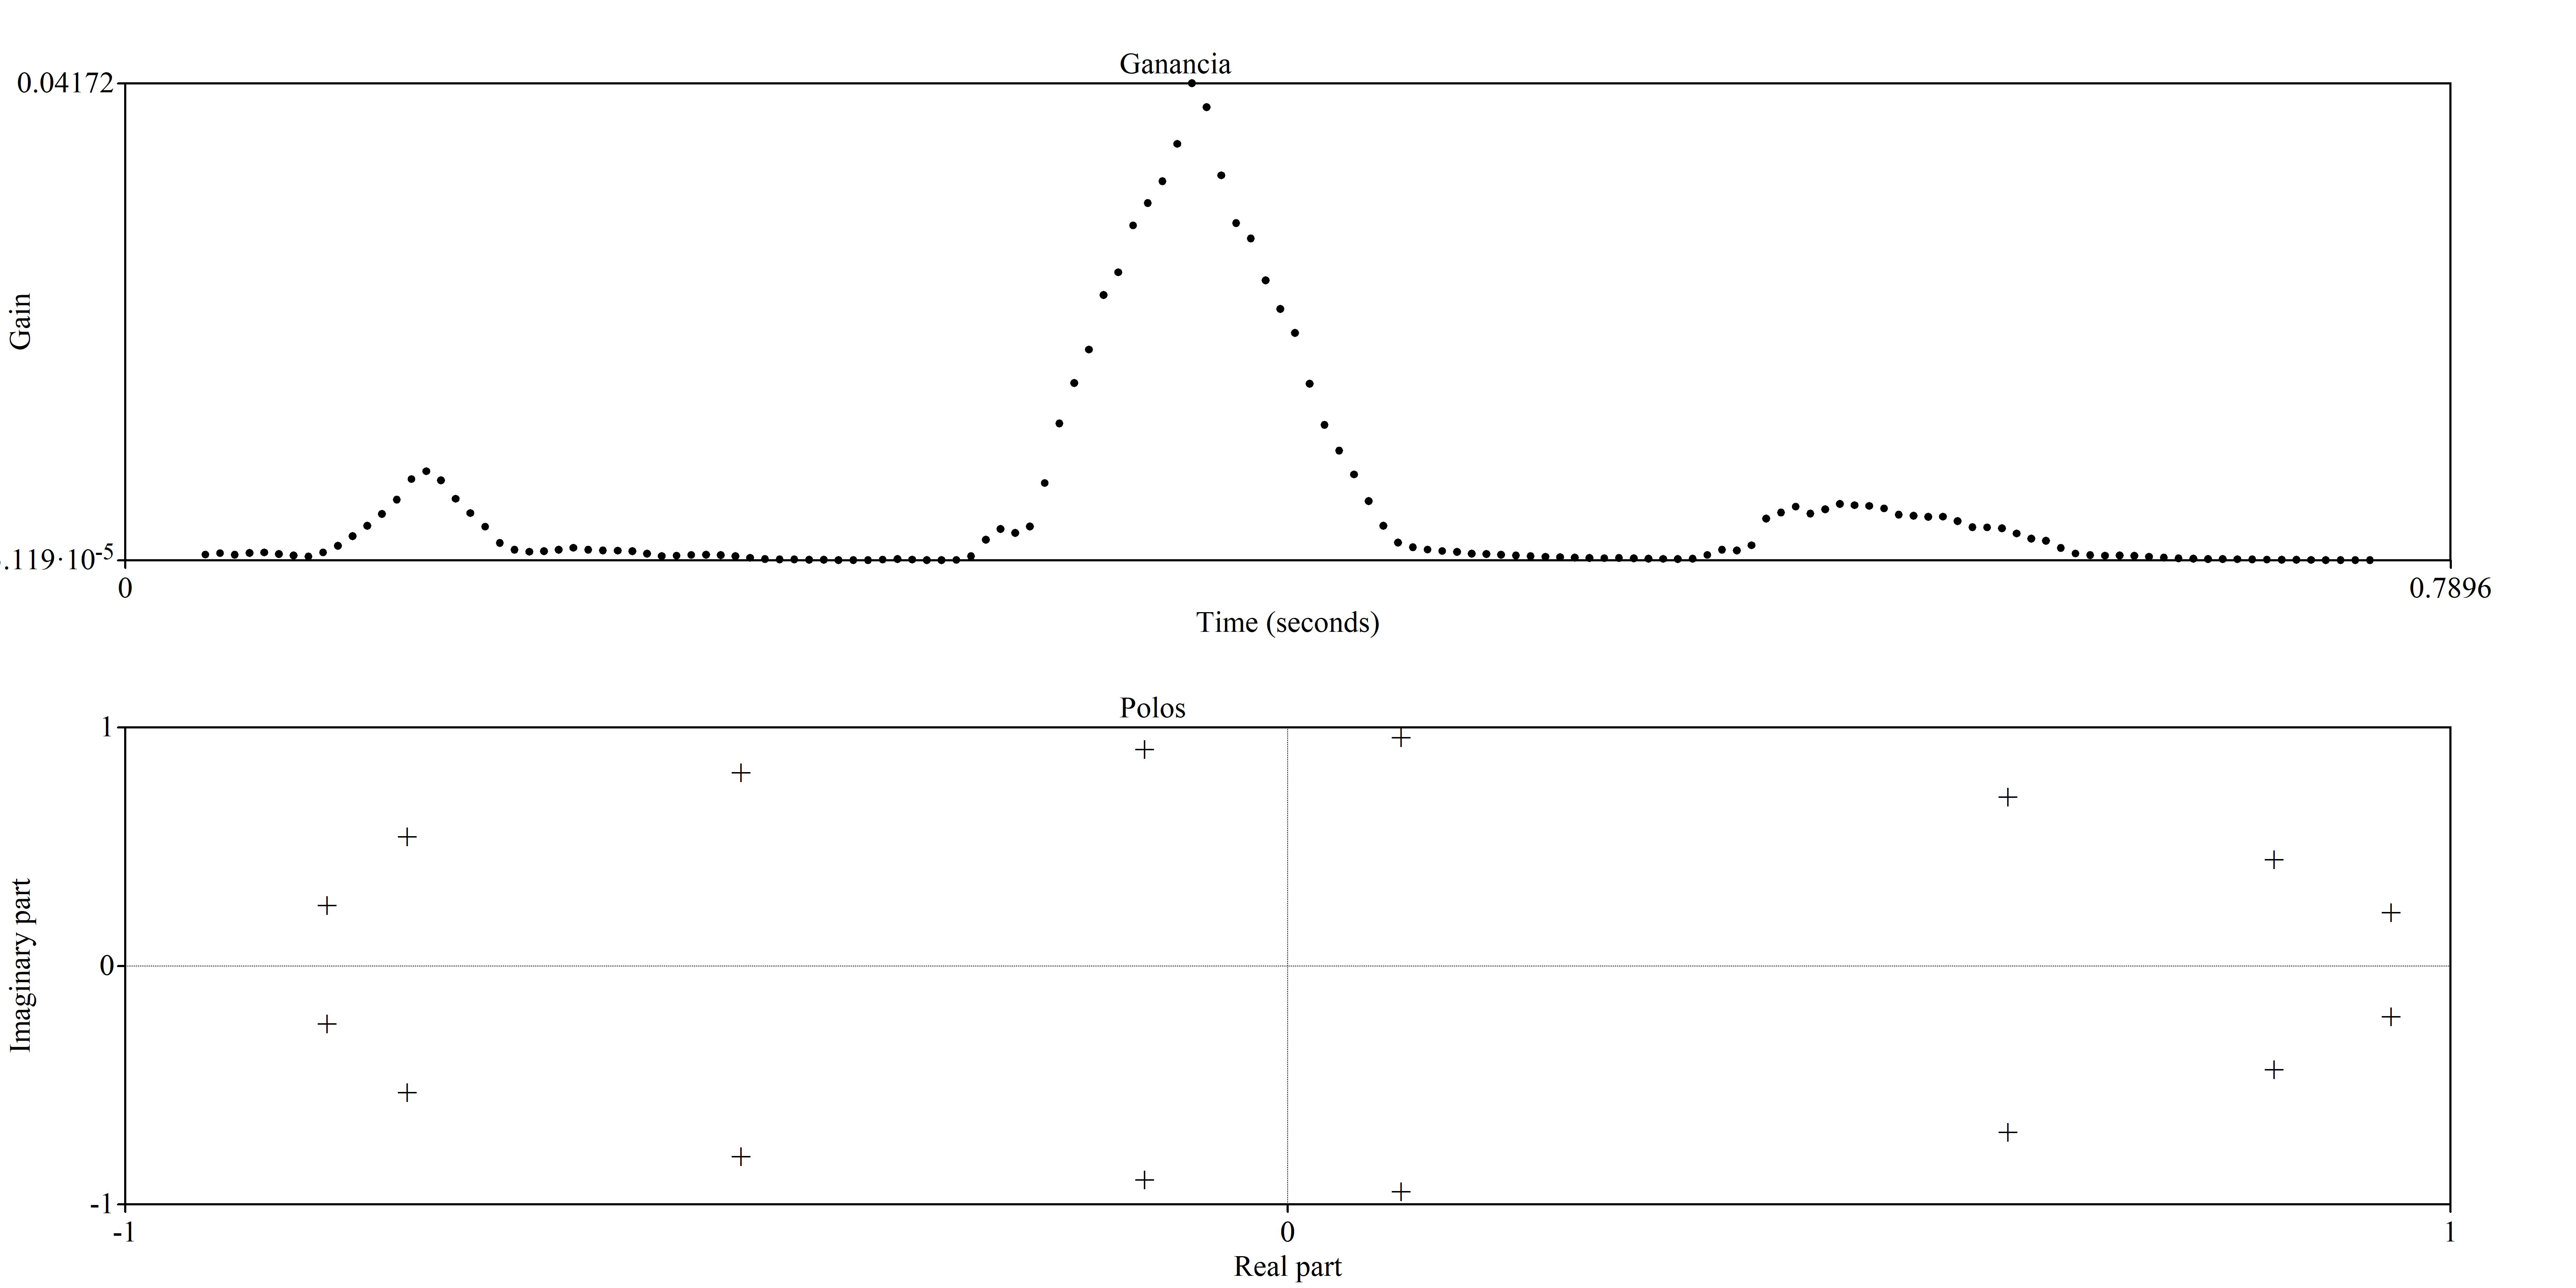 Ganancia
0.04172
Gain
.119·10-5
0
0.7896
Time (seconds)
Polos
1
Imaginary part
0
-1
-1
0
1
Real part